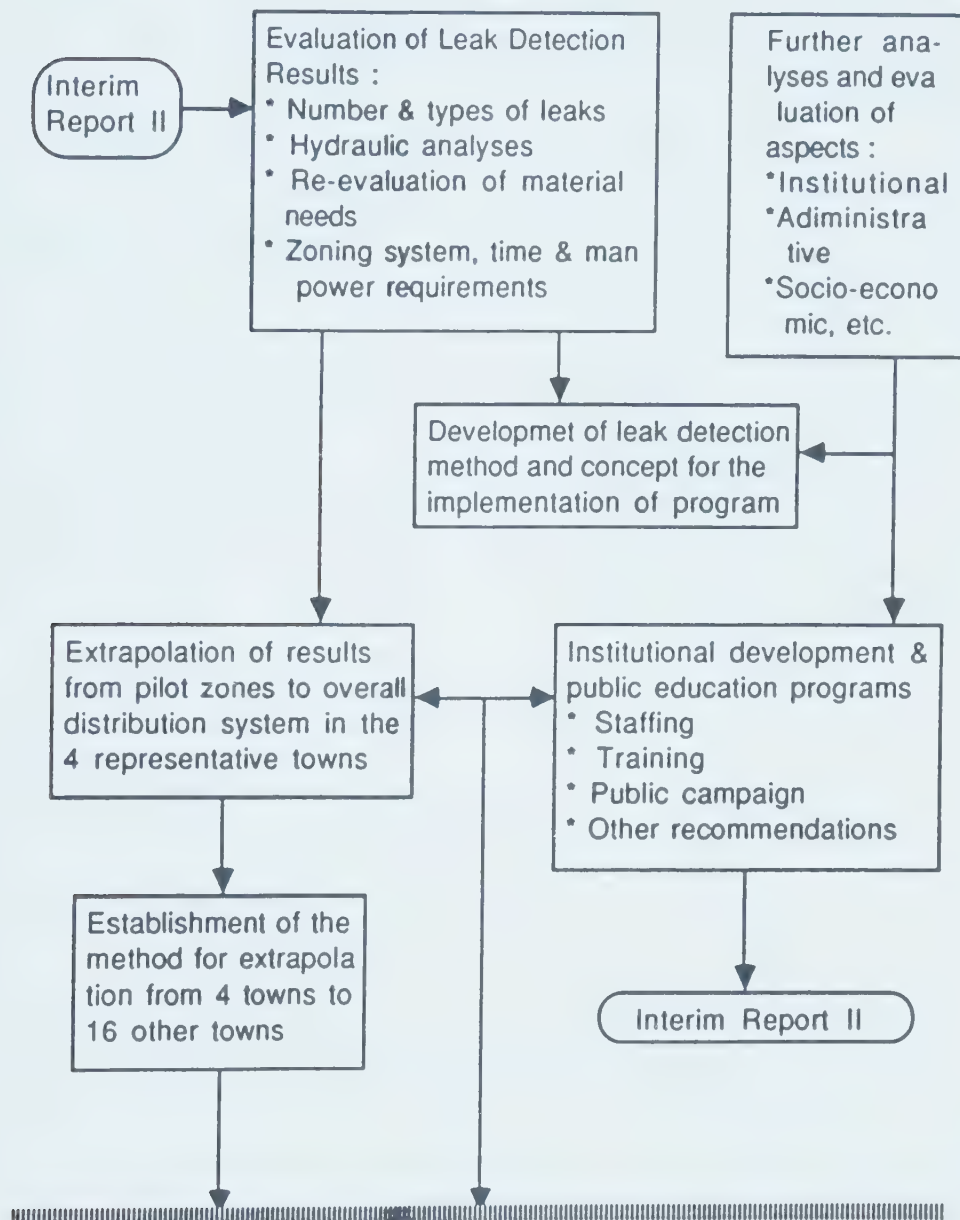 Interim
Report II
Evaluation of Leak Detection
Results :
* Number & types of leaks
* Hydraulic analyses
* Re-evaluation of material
needs
* Zoning system, time & man
power requirements
Further ana-
lyses and eva
luation of
aspects :
*Institutional
*Adiministra
tive
*Socio-econo
mic, etc.
Developmet of leak detection
method and concept for the
implementation of program
Extrapolation of results
from pilot zones to overall
distribution system in the
4 representative towns
Institutional development &
public education programs
* Staffing
* Training
* Public campaign
* Other recommendations
Establishment of the
method for extrapola
tion from 4 towns to
16 other towns
Interim Report II